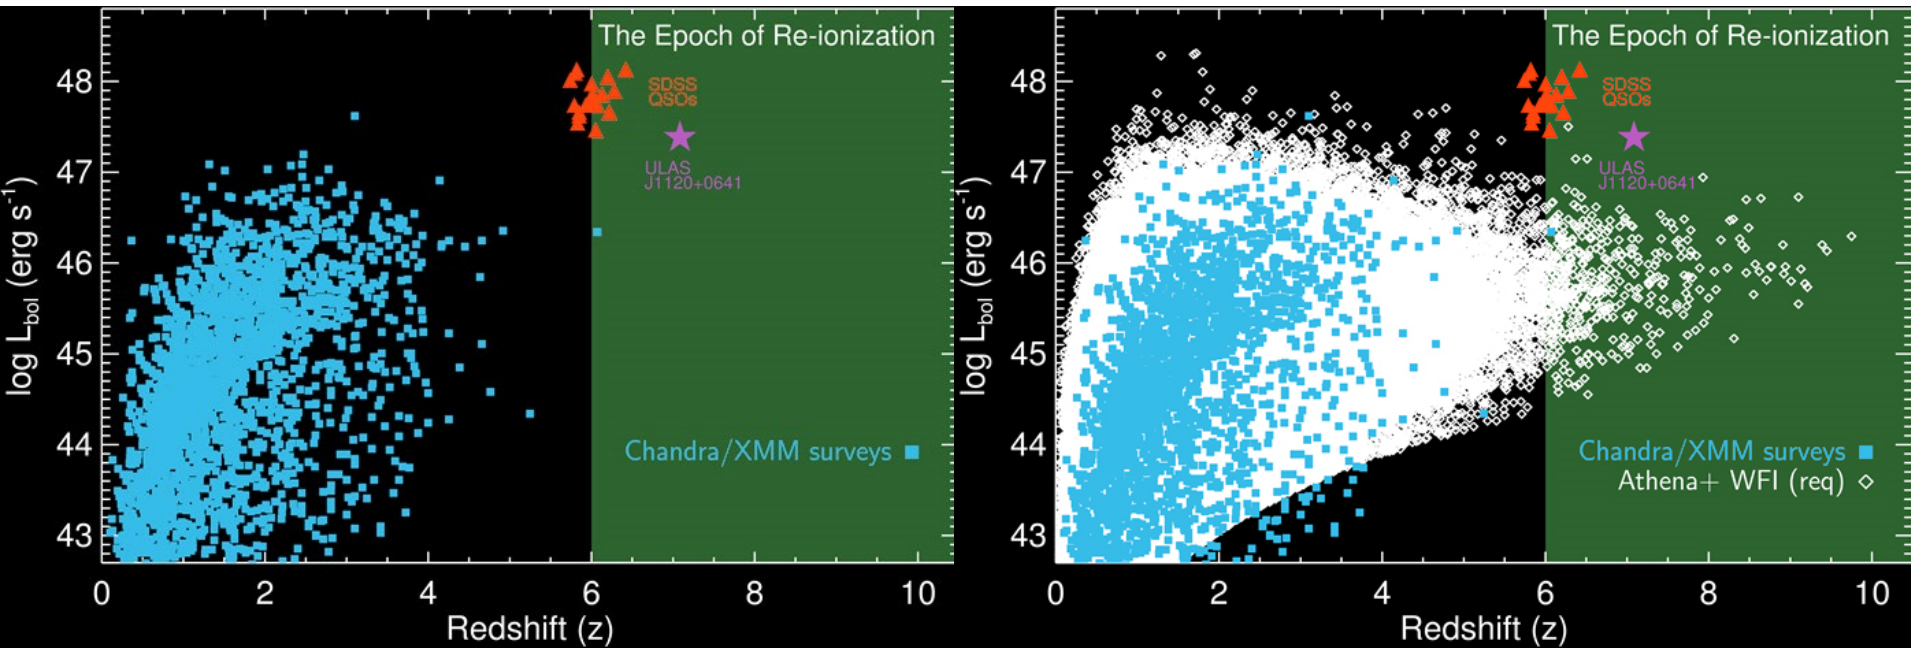 The Epoch of Re-ionization
48
47
46
45
44
43
log L_bol (erg s^-1)
SDSS
QSOs
ULAS
J1120+0641
Chandra/XMM surveys
0 2 4 6 8 10
Redshift (z)
The Epoch of Re-ionization
48
47
46
45
44
43
log L_bol (erg s^-1)
SDSS
QSOs
ULAS
J1120+0641
Chandra/XMM surveys
Athena+ WFI (req)
0 2 4 6 8 10
Redshift (z)